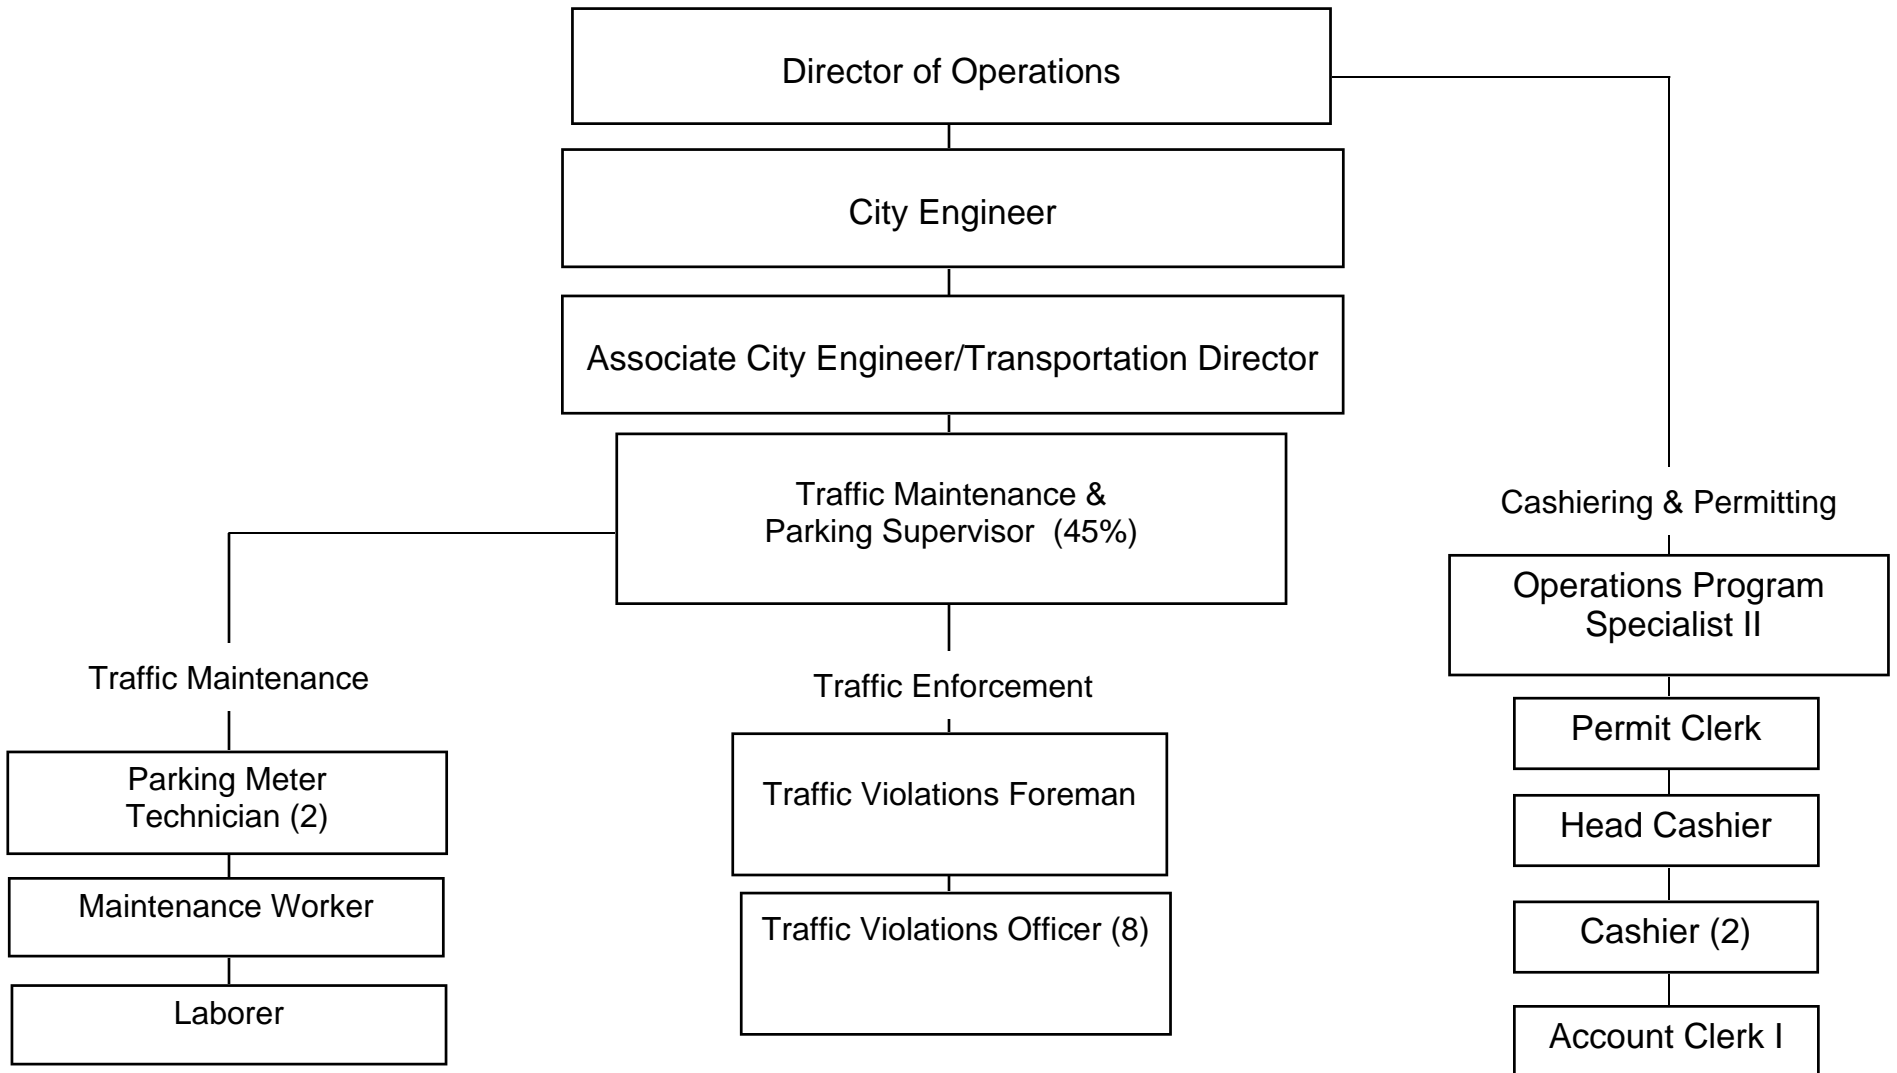 Director of Operations
City Engineer
Associate City Engineer/Transportation Director
Traffic Maintenance &
Parking Supervisor (45%)
Traffic Maintenance
Parking Meter
Technician (2)
Maintenance Worker
Laborer
Traffic Enforcement
Traffic Violations Foreman
Traffic Violations Officer (8)
Cashiering & Permitting
Operations Program
Specialist II
Permit Clerk
Head Cashier
Cashier (2)
Account Clerk I